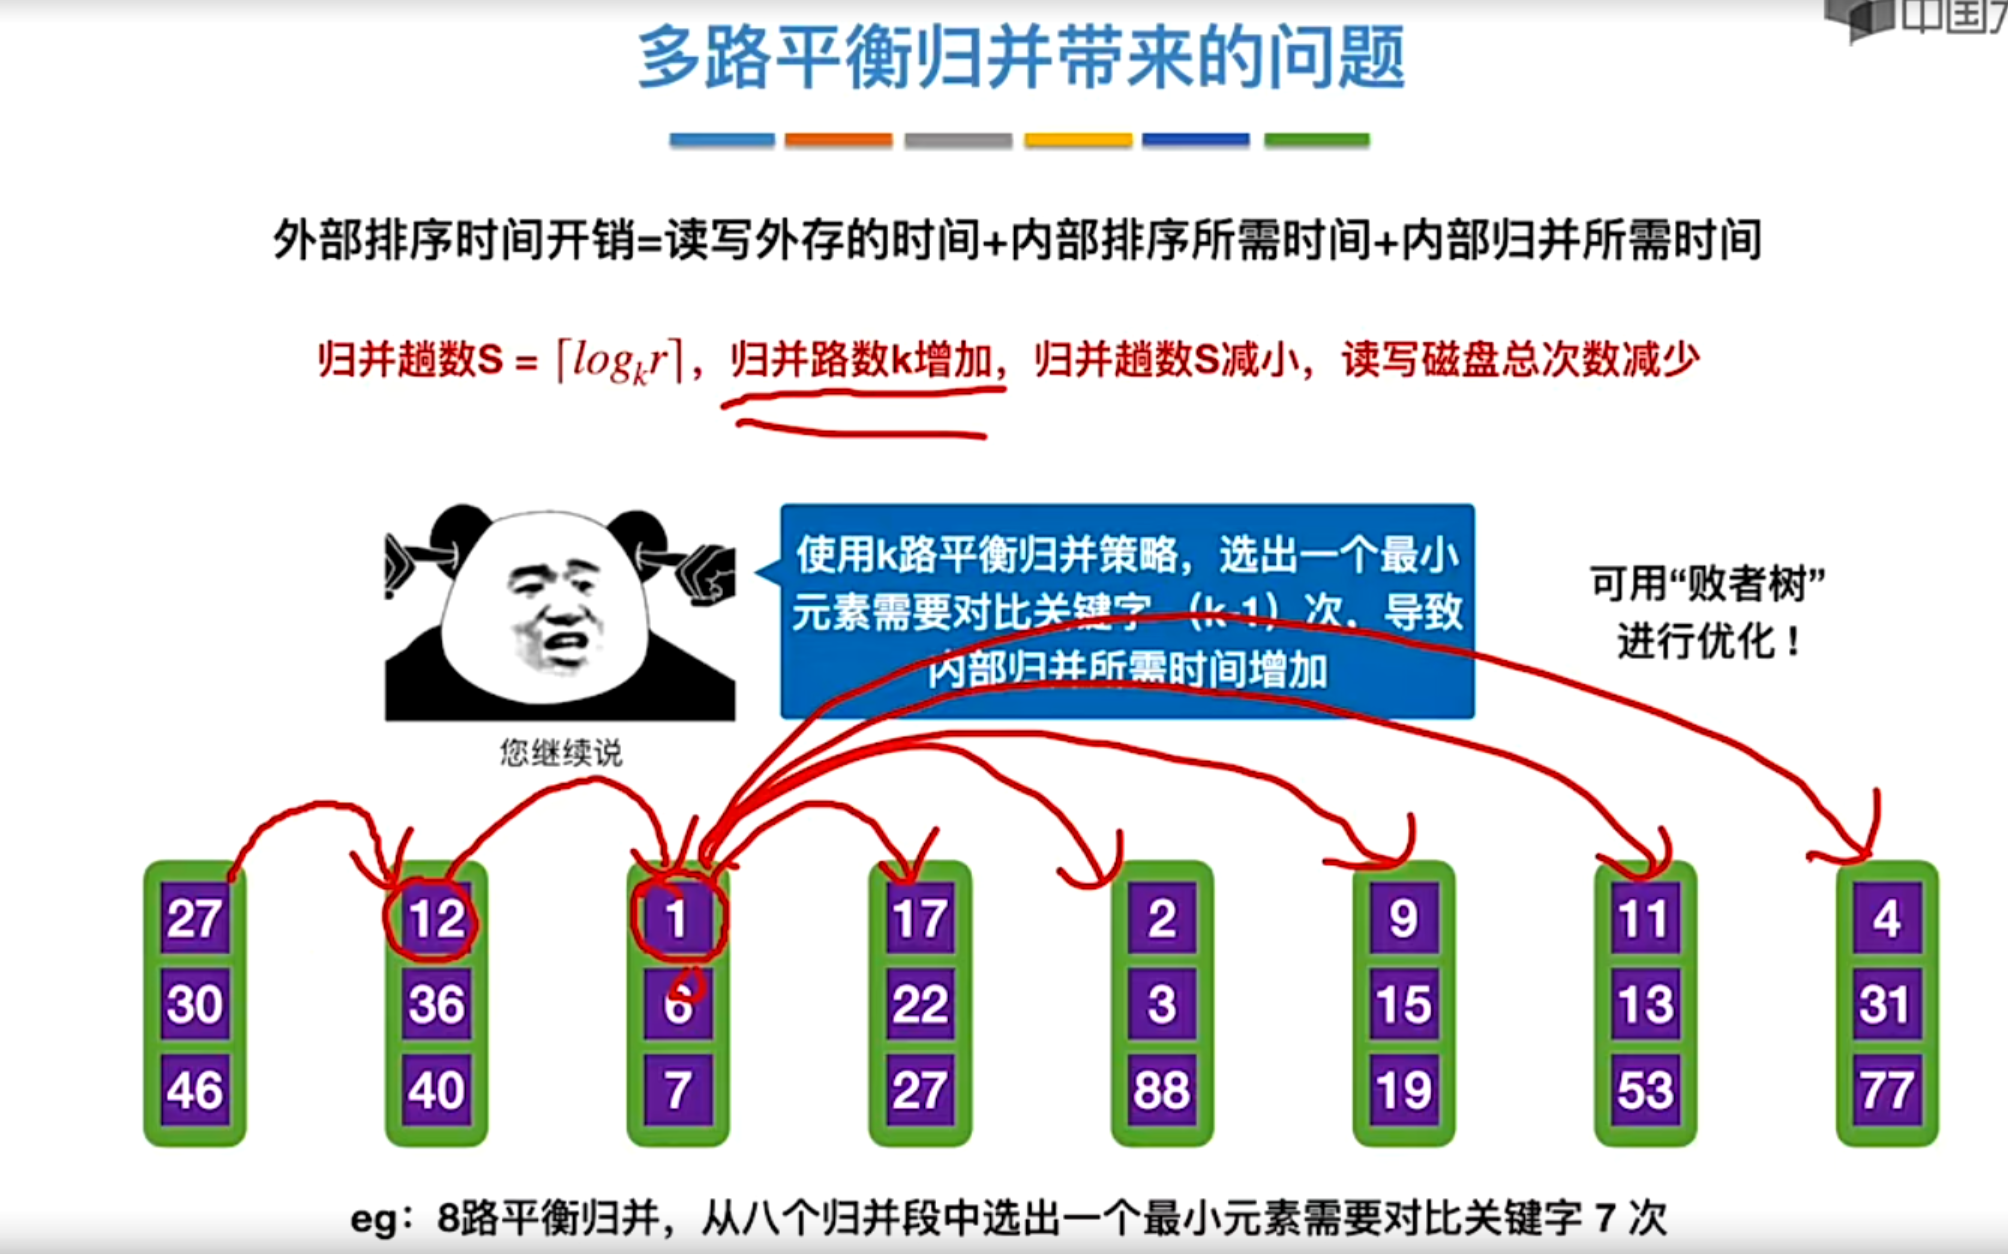 中国
多路平衡归并带来的问题
外部排序时间开销=读写外存的时间+内部排序所需时间+内部归并所需时间
归并趟数S = ⌈logₖr⌉，归并路数k增加，归并趟数S减小，读写磁盘总次数减少
使用k路平衡归并策略，选出一个最小
元素需要对比关键字（k-1）次，导致
内部归并所需时间增加
可用“败者树”
进行优化！
您继续说
27 12 1 17 2 9 11 4
30 36 6 22 3 15 13 31
46 40 7 27 88 19 53 77
eg：8路平衡归并，从八个归并段中选出一个最小元素需要对比关键字 7 次